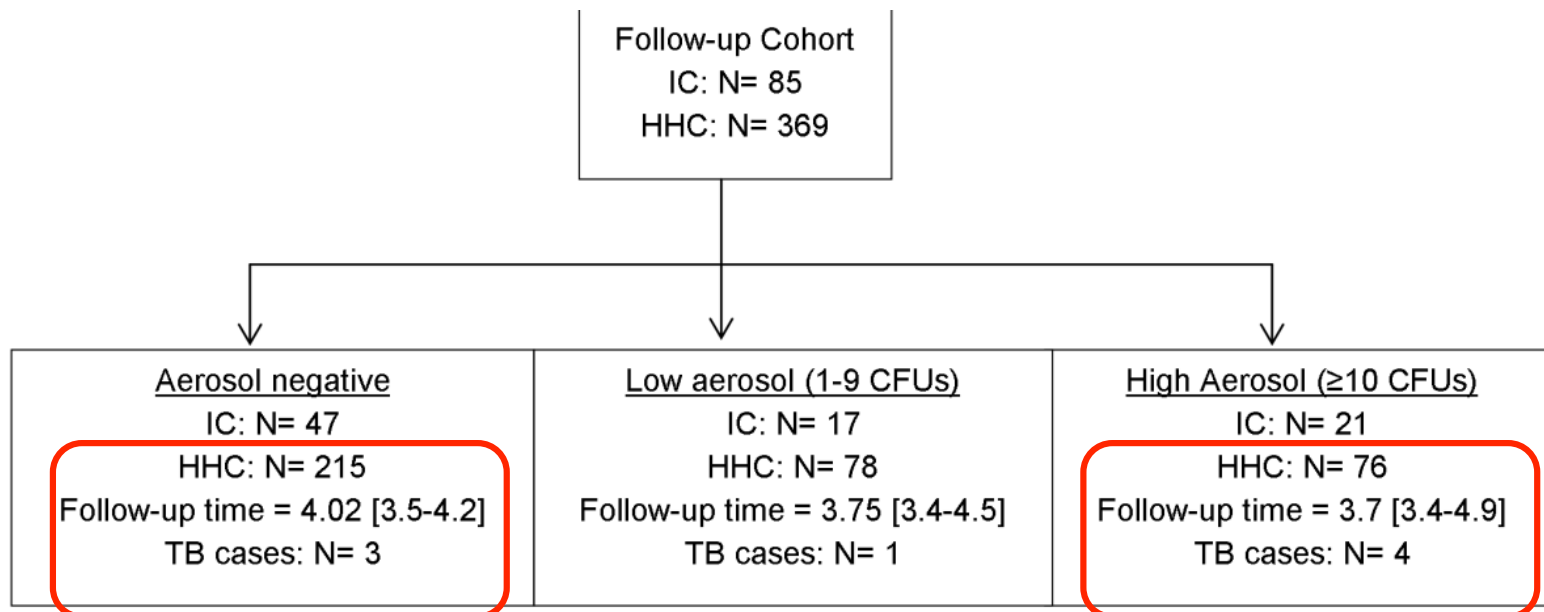 Follow-up Cohort
IC: N= 85
HHC: N= 369
Aerosol negative
IC: N= 47
HHC: N= 215
Follow-up time = 4.02 [3.5-4.2]
TB cases: N= 3
Low aerosol (1-9 CFUs)
IC: N= 17
HHC: N= 78
Follow-up time = 3.75 [3.4-4.5]
TB cases: N= 1
High Aerosol (≥10 CFUs)
IC: N= 21
HHC: N= 76
Follow-up time = 3.7 [3.4-4.9]
TB cases: N= 4